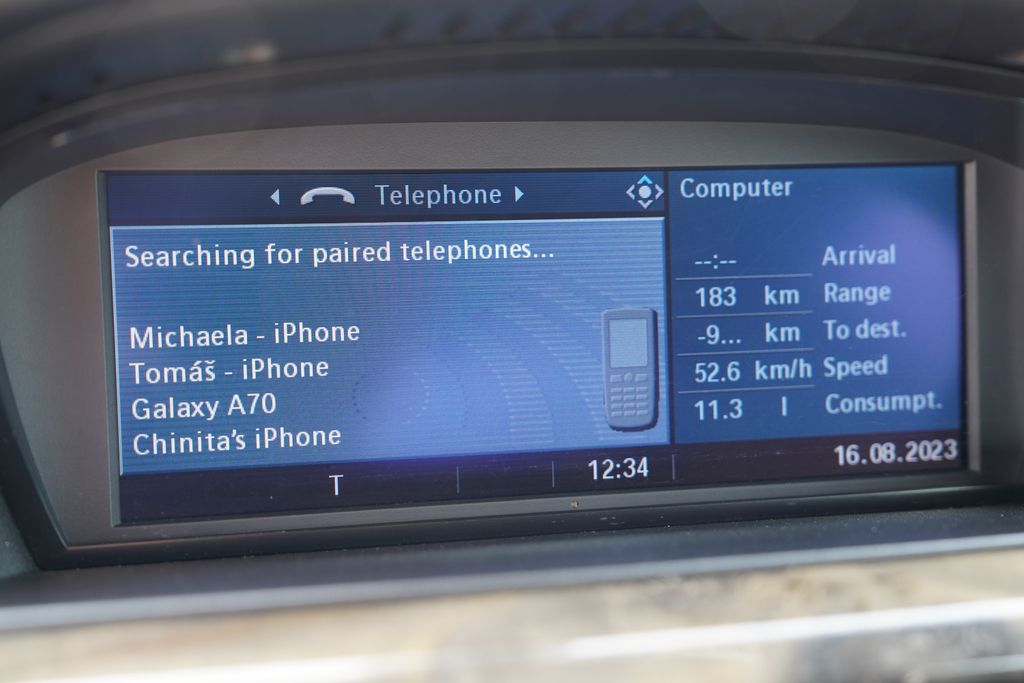 Telephone
Searching for paired telephones...
Michaela - iPhone
Tomáš - iPhone
Galaxy A70
Chinita's iPhone
T
12:34
Computer
--:-- Arrival
183 km Range
-9... km To dest.
52.6 km/h Speed
11.3 l Consumpt.
16.08.2023